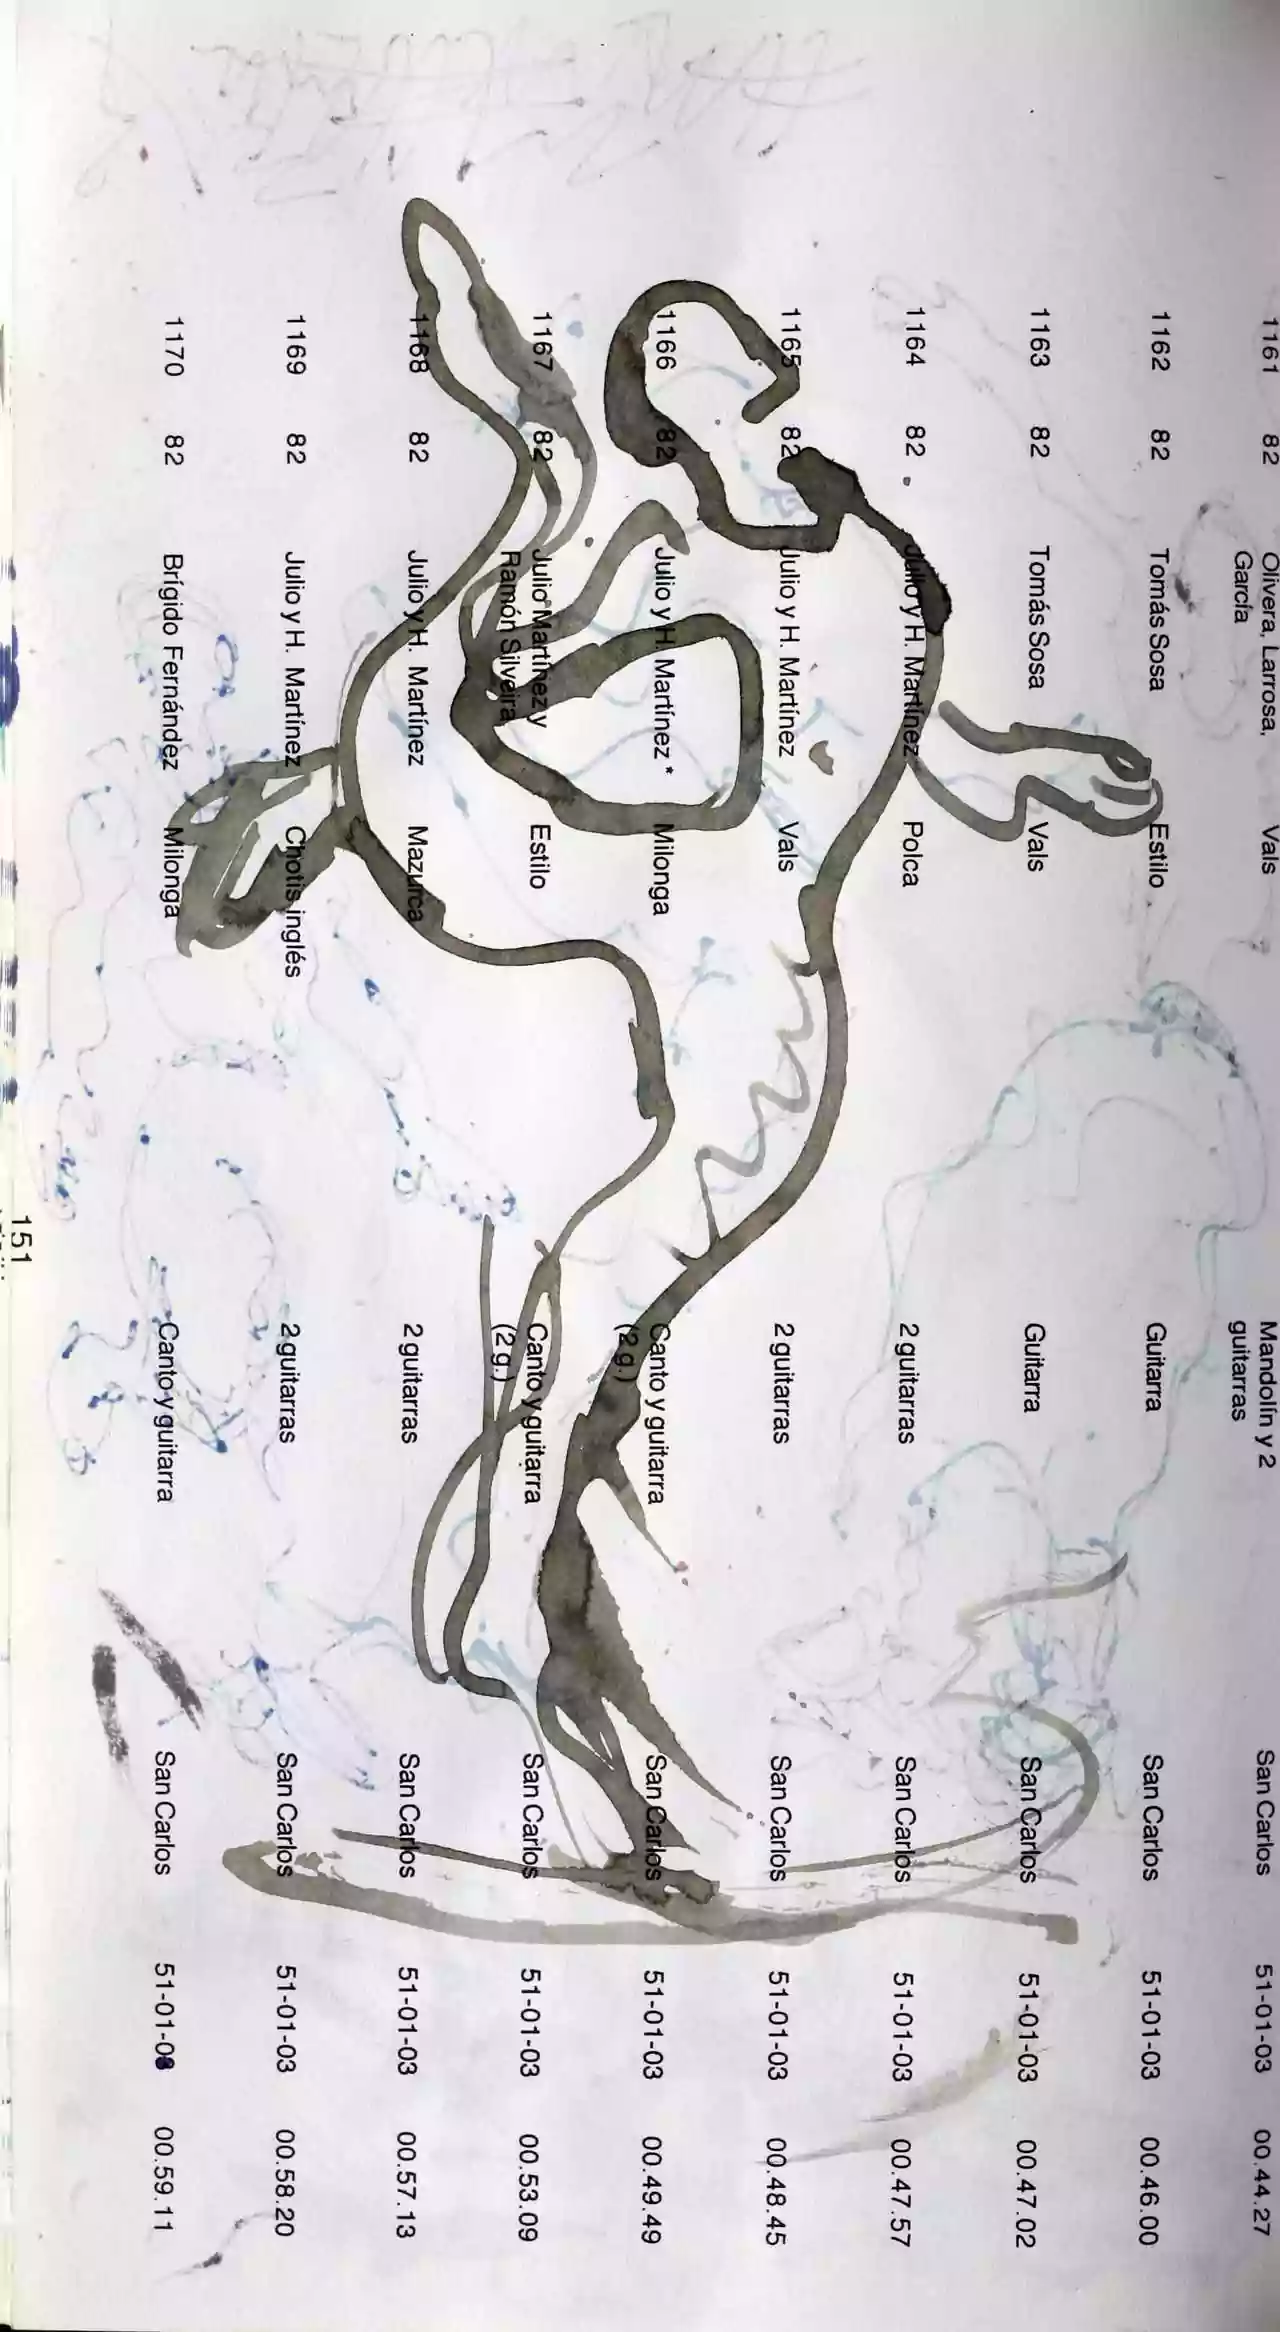 1161 82 Olivera, Larrosa, Vals Mandolín y 2 San Carlos 51-01-03 00.44.27
García guitarras
1162 82 Tomás Sosa Estilo Guitarra San Carlos 51-01-03 00.46.00
1163 82 Tomás Sosa Vals Guitarra San Carlos 51-01-03 00.47.02
1164 82 Julio y H. Martínez Polca 2 guitarras San Carlos 51-01-03 00.47.57
1165 82 Julio y H. Martínez Vals 2 guitarras San Carlos 51-01-03 00.48.45
1166 82 Julio y H. Martínez * Milonga Canto y guitarra San Carlos 51-01-03 00.49.49
(2 g.)
1167 82 Julio Martínez y Estilo Canto y guitarra San Carlos 51-01-03 00.53.09
Ramón Silveira (2 g.)
1168 82 Julio y H. Martínez Mazurca 2 guitarras San Carlos 51-01-03 00.57.13
1169 82 Julio y H. Martínez Chotis inglés 2 guitarras San Carlos 51-01-03 00.58.20
1170 82 Brígido Fernández Milonga Canto y guitarra San Carlos 51-01-03 00.59.11
151